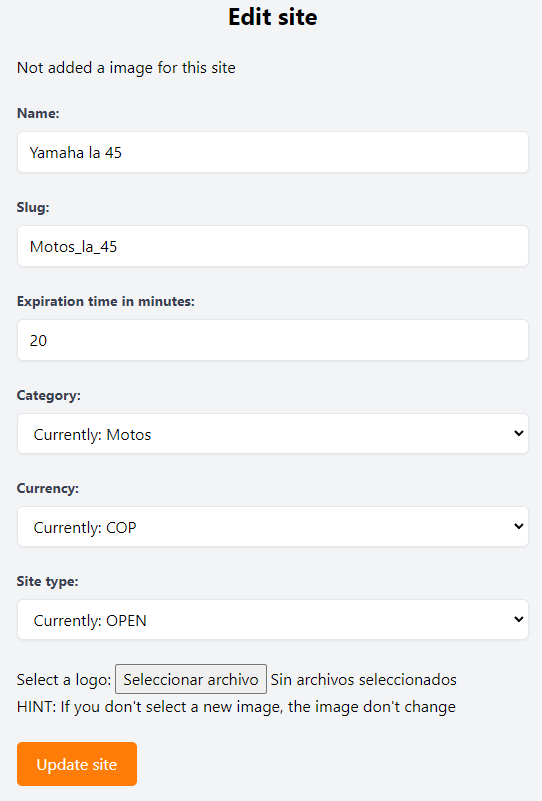 Edit site
Not added a image for this site
Name:
Yamaha la 45
Slug:
Motos_la_45
Expiration time in minutes:
20
Category:
Currently: Motos
Currency:
Currently: COP
Site type:
Currently: OPEN
Select a logo: Seleccionar archivo Sin archivos seleccionados
HINT: If you don't select a new image, the image don't change
Update site